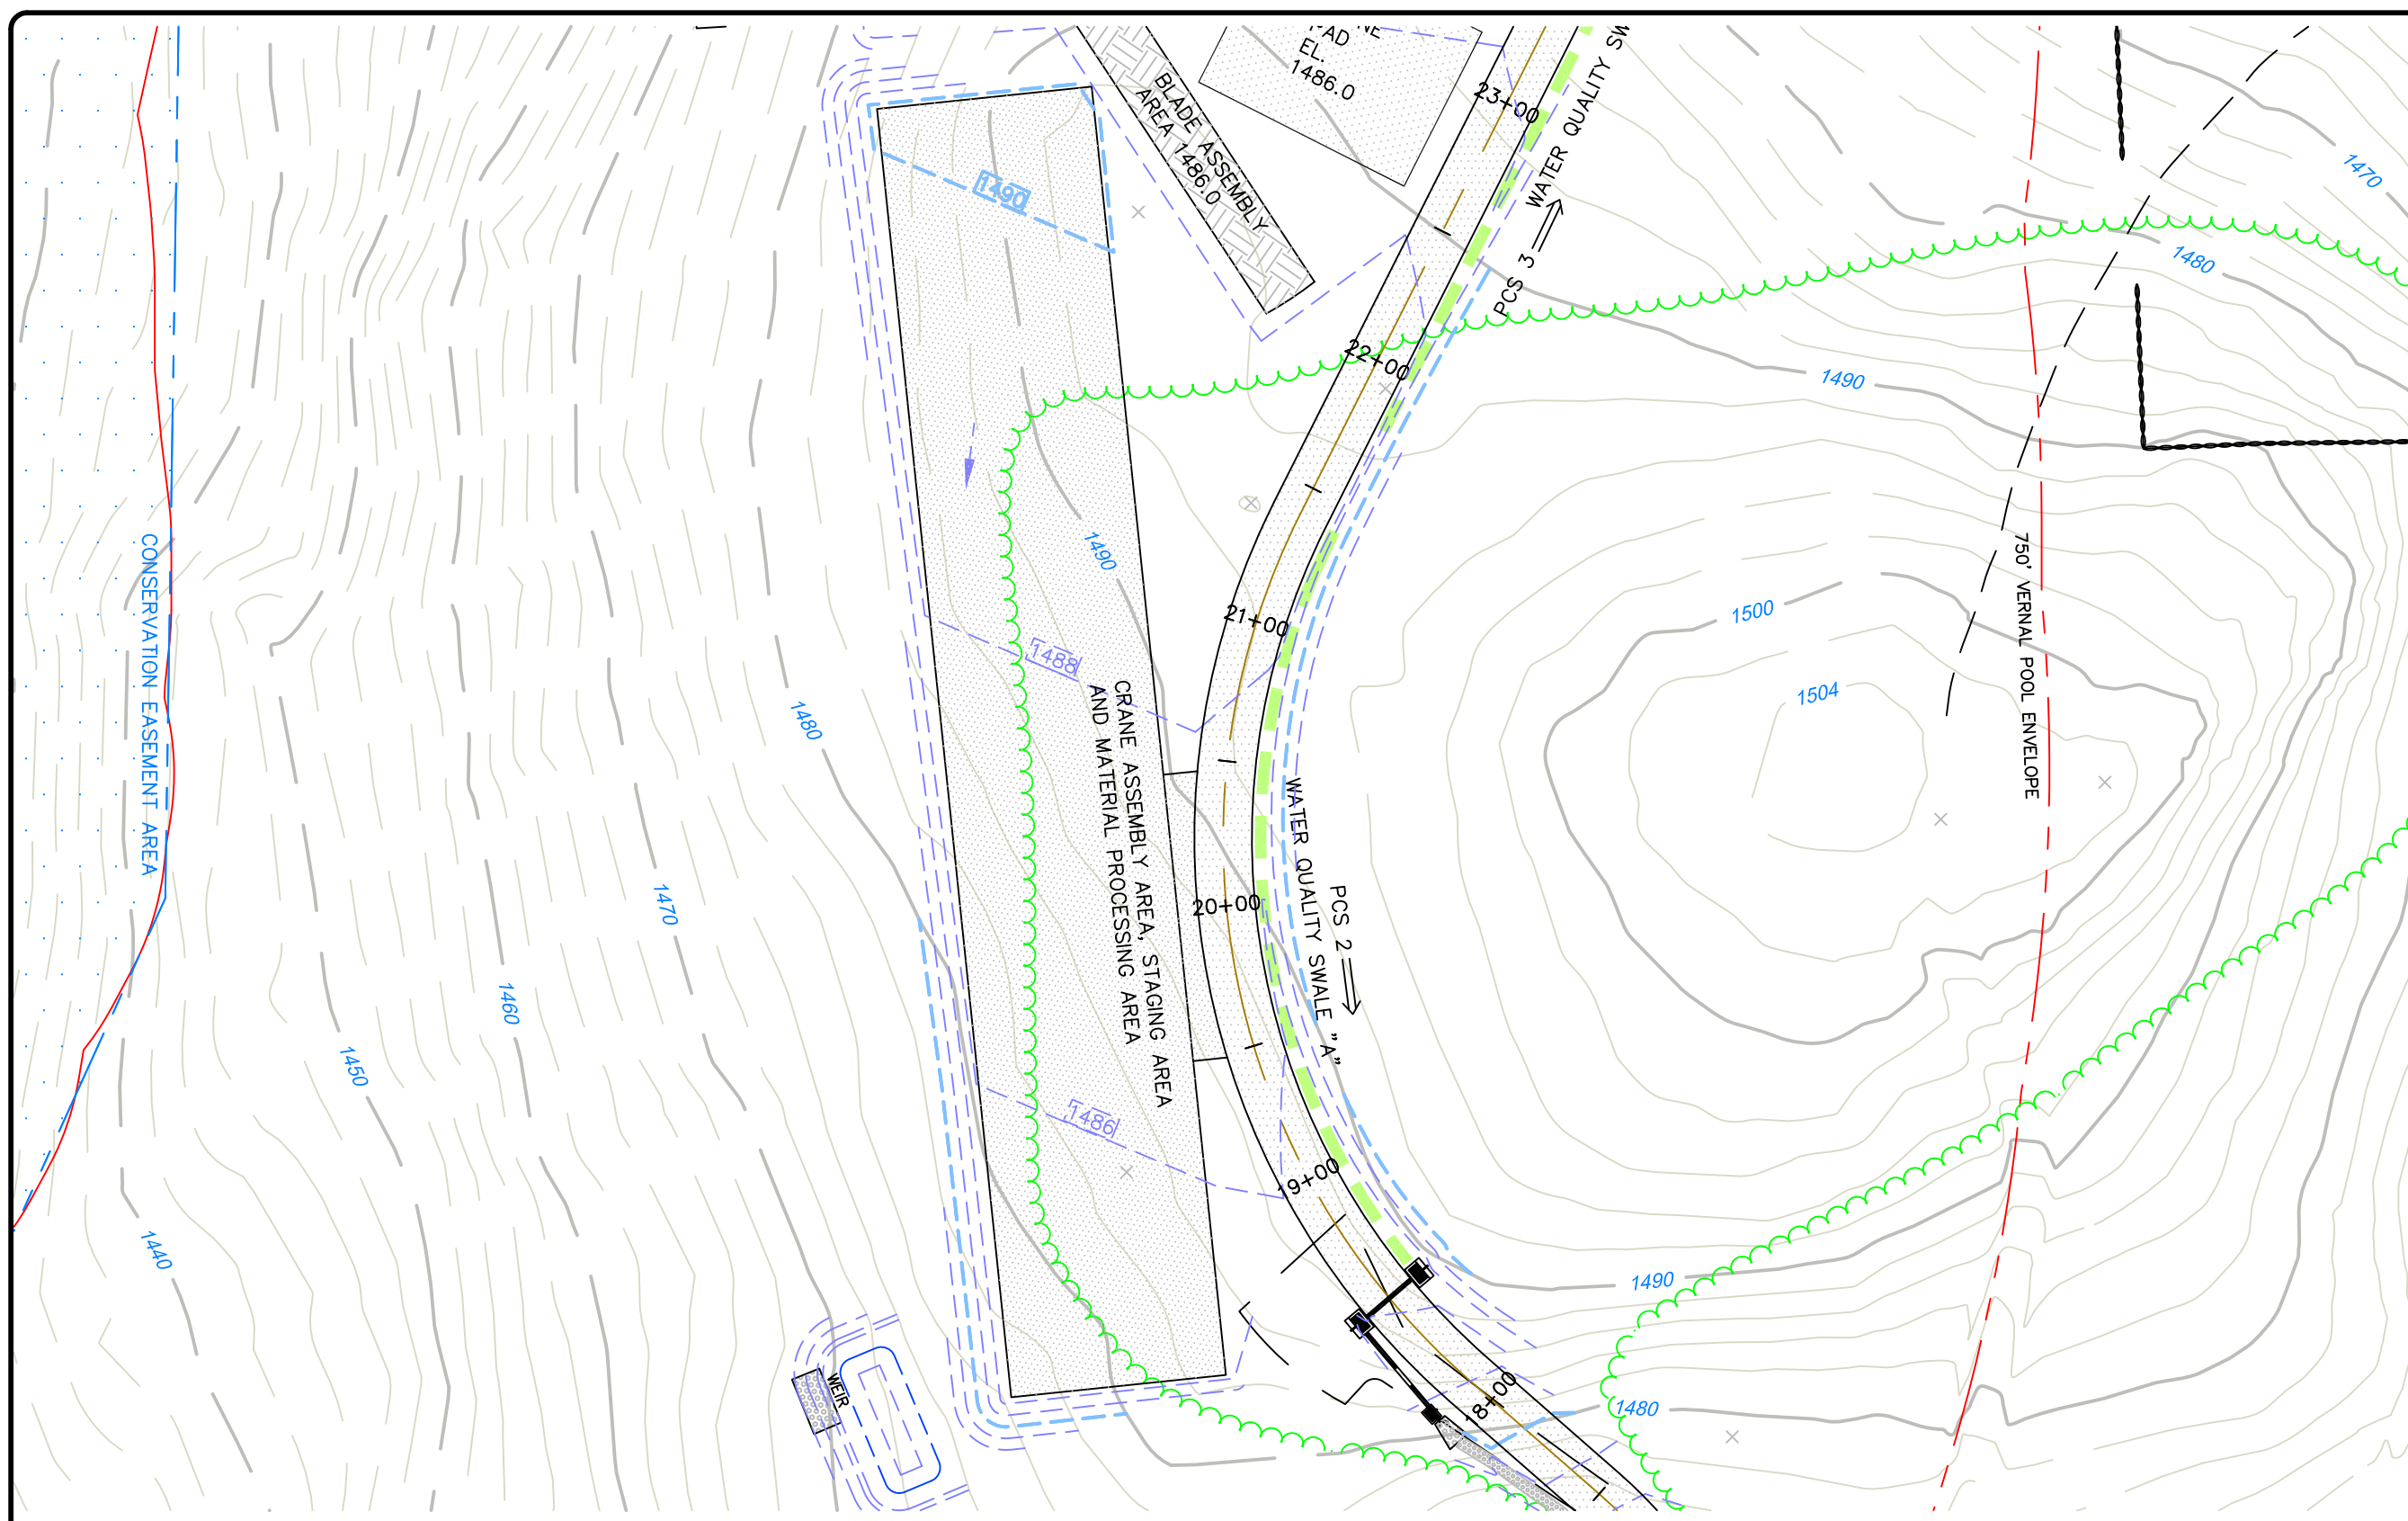 PAD
EL.
1486.0
BLADE ASSEMBLY
AREA 1486.0
23+00
WATER QUALITY SW
PCS 3
1470
1480
1490
1490
22+00
1490
1500
1504
750' VERNAL POOL ENVELOPE
CONSERVATION EASEMENT AREA
21+00
1488
1480
CRANE ASSEMBLY AREA, STAGING AREA
AND MATERIAL PROCESSING AREA
WATER QUALITY SWALE "A"
PCS 2
20+00
1470
1460
1450
1440
1486
19+00
1490
1480
18+00
WEIR